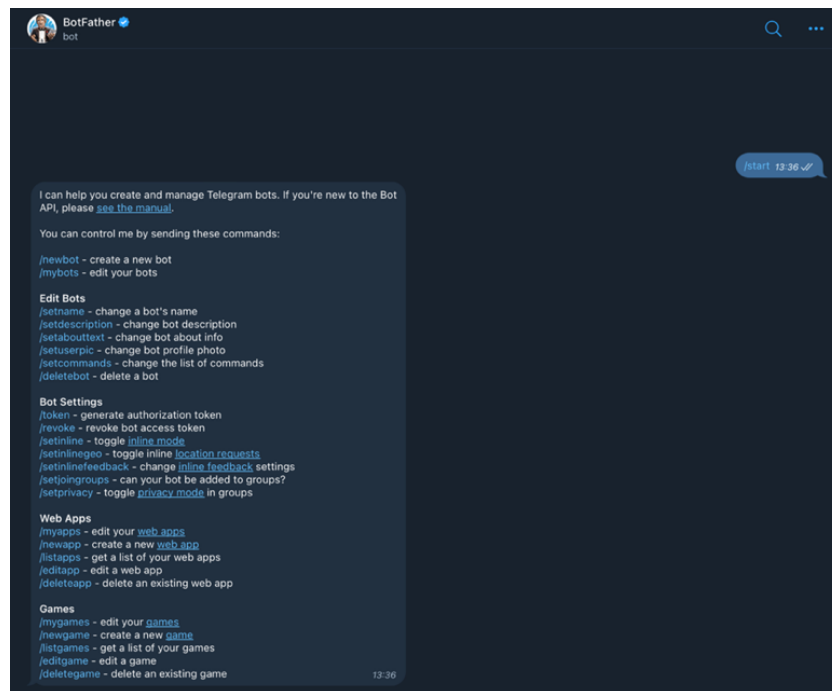 BotFather
bot
/start 13:36
I can help you create and manage Telegram bots. If you're new to the Bot
API, please see the manual.
You can control me by sending these commands:
/newbot - create a new bot
/mybots - edit your bots
Edit Bots
/setname - change a bot's name
/setdescription - change bot description
/setabouttext - change bot about info
/setuserpic - change bot profile photo
/setcommands - change the list of commands
/deletebot - delete a bot
Bot Settings
/token - generate authorization token
/revoke - revoke bot access token
/setinline - toggle inline mode
/setinlinegeo - toggle inline location requests
/setinlinefeedback - change inline feedback settings
/setjoingroups - can your bot be added to groups?
/setprivacy - toggle privacy mode in groups
Web Apps
/myapps - edit your web apps
/newapp - create a new web app
/listapps - get a list of your web apps
/editapp - edit a web app
/deleteapp - delete an existing web app
Games
/mygames - edit your games
/newgame - create a new game
/listgames - get a list of your games
/editgame - edit a game
/deletegame - delete an existing game
13:36